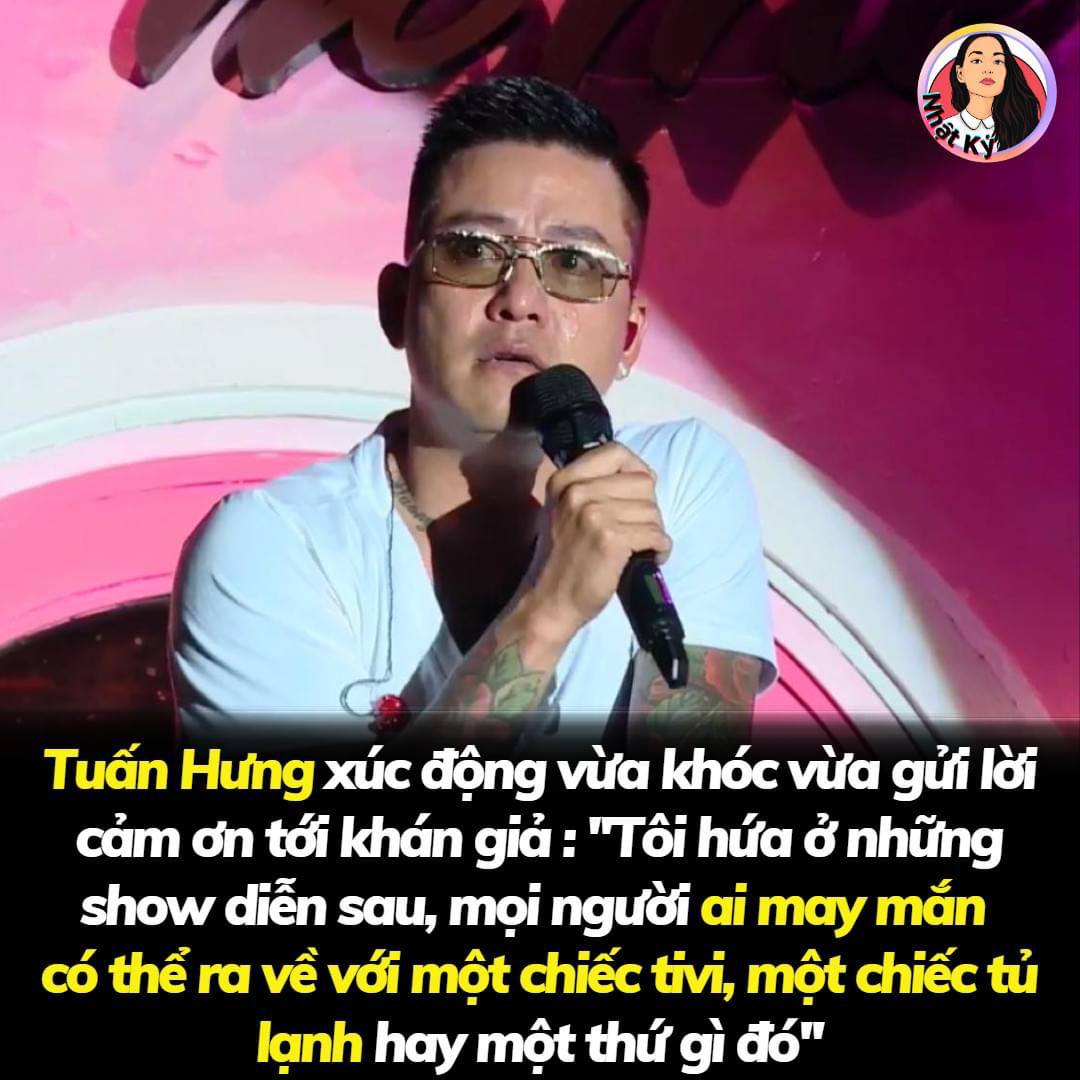 Nhật Ký
Tuấn Hưng xúc động vừa khóc vừa gửi lời
cảm ơn tới khán giả : "Tôi hứa ở những
show diễn sau, mọi người ai may mắn
có thể ra về với một chiếc tivi, một chiếc tủ
lạnh hay một thứ gì đó"